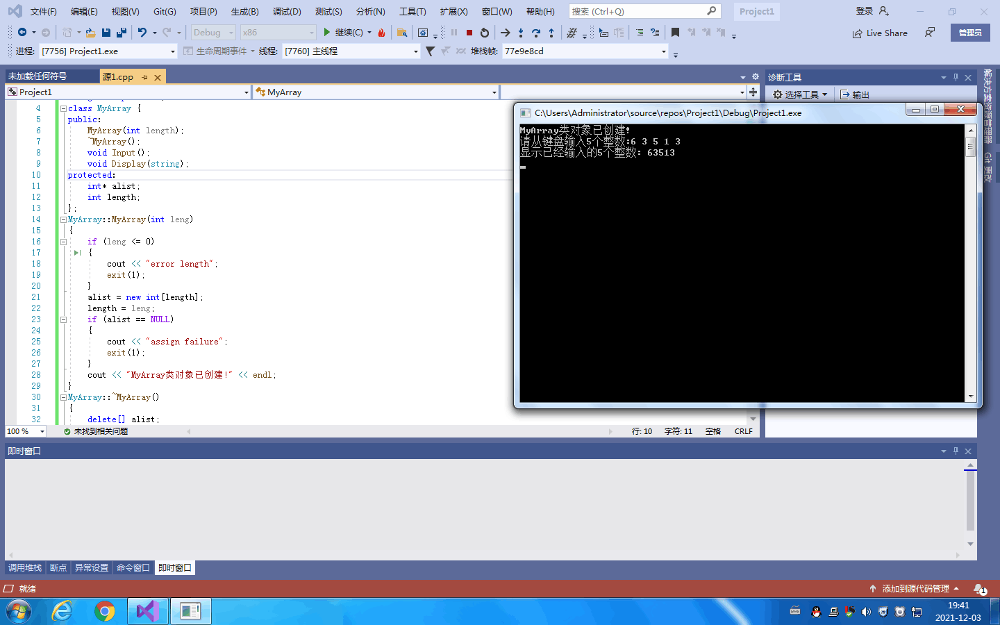 文件(F) 编辑(E) 视图(V) Git(G) 项目(P) 生成(B) 调试(D) 测试(S) 分析(N) 工具(T) 扩展(X) 窗口(W) 帮助(H) 搜索 (Ctrl+Q) Project1 登录
Debug x86 继续(C) Live Share 管理员
进程: [7756] Project1.exe 生命周期事件 线程: [7760] 主线程 堆栈帧: 77e9e8cd
未加载任何符号 源1.cpp
Project1 MyArray
4 class MyArray {
5 public:
6 MyArray(int length);
7 ~MyArray();
8 void Input();
9 void Display(string);
10 protected:
11 int* alist;
12 int length;
13 };
14 MyArray::MyArray(int leng)
15 {
16 if (leng <= 0)
17 {
18 cout << "error length";
19 exit(1);
20 }
21 alist = new int[length];
22 length = leng;
23 if (alist == NULL)
24 {
25 cout << "assign failure";
26 exit(1);
27 }
28 cout << "MyArray类对象已创建!" << endl;
29 }
30 MyArray::~MyArray()
31 {
32 delete[] alist;
100 % 未找到相关问题 行: 10 字符: 11 空格 CRLF
诊断工具
选择工具 输出
C:\Users\Administrator\source\repos\Project1\Debug\Project1.exe
MyArray类对象已创建!
请从键盘输入5个整数:6 3 5 1 3
显示已经输入的5个整数: 63513
解决方案资源管理器
Git 更改
即时窗口
调用堆栈 断点 异常设置 命令窗口 即时窗口
就绪 添加到源代码管理 1
19:41
2021-12-03